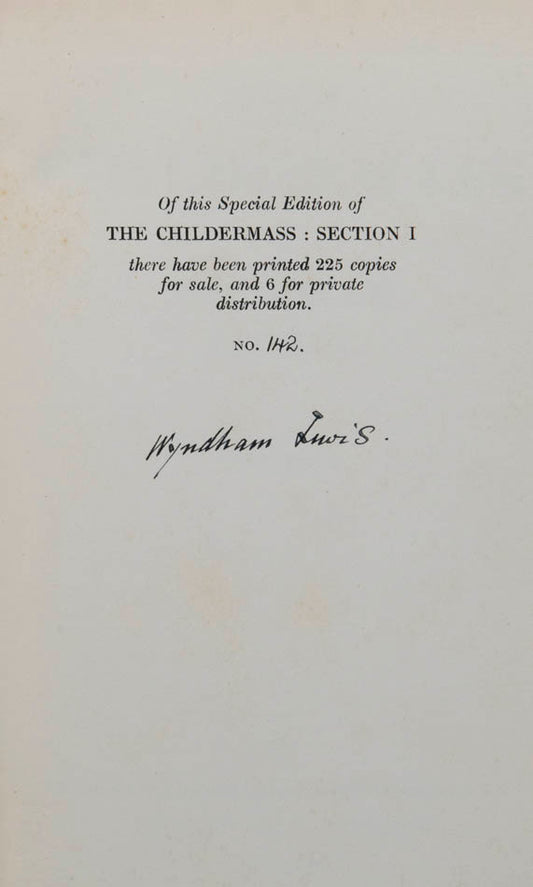 Of this Special Edition of
THE CHILDERMASS : SECTION I
there have been printed 225 copies
for sale, and 6 for private
distribution.
NO. 142.
Wyndham Lewis.